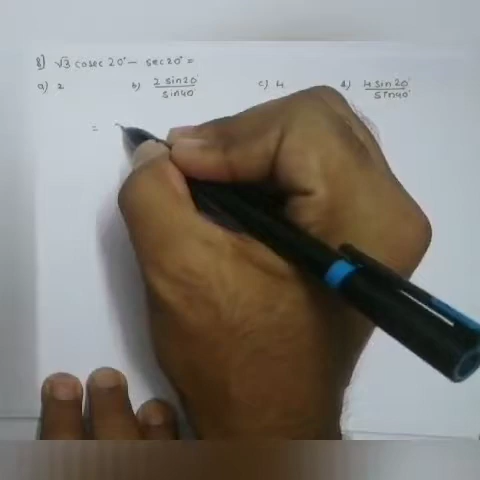 8] √3 cosec 20° - sec 20° =
a) 2 b) 2 sin20° / sin40° c) 4 d) 4 sin20° / sin40°
=